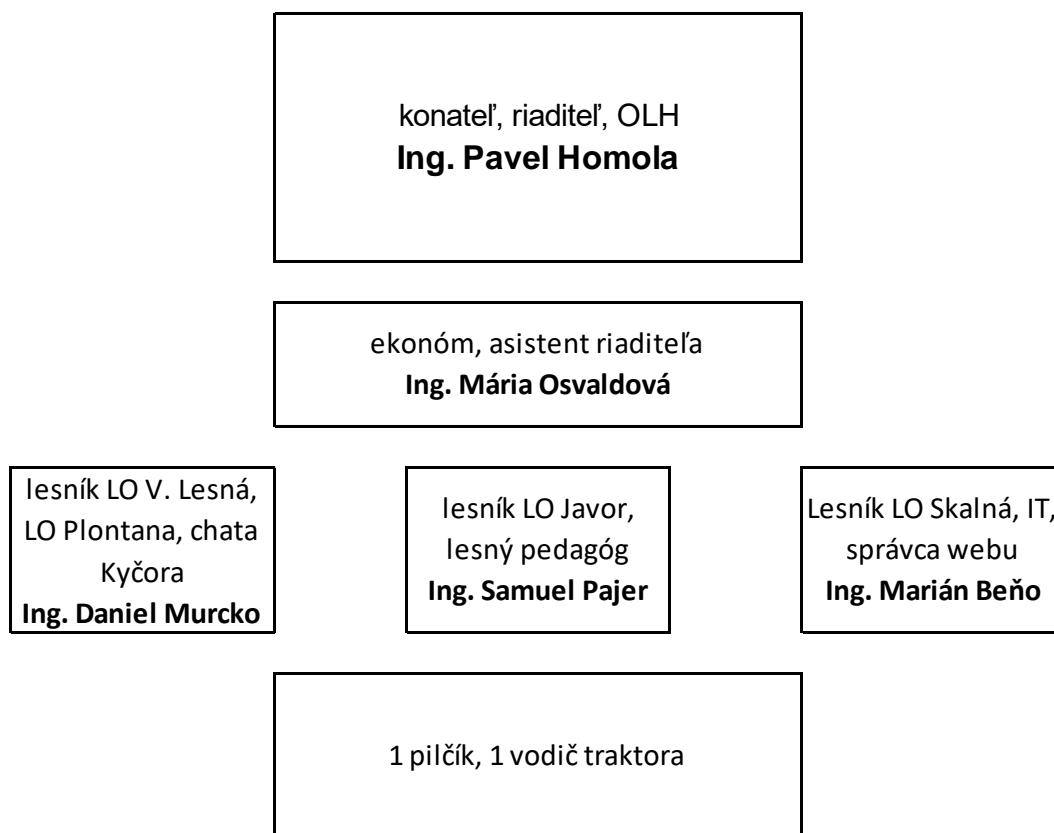 konateľ, riaditeľ, OLH
Ing. Pavel Homola
ekonóm, asistent riaditeľa
Ing. Mária Osvaldová
lesník LO V. Lesná,
LO Plontana, chata
Kyčora
Ing. Daniel Murcko
lesník LO Javor,
lesný pedagóg
Ing. Samuel Pajer
Lesník LO Skalná, IT,
správca webu
Ing. Marián Beňo
1 pilčík, 1 vodič traktora